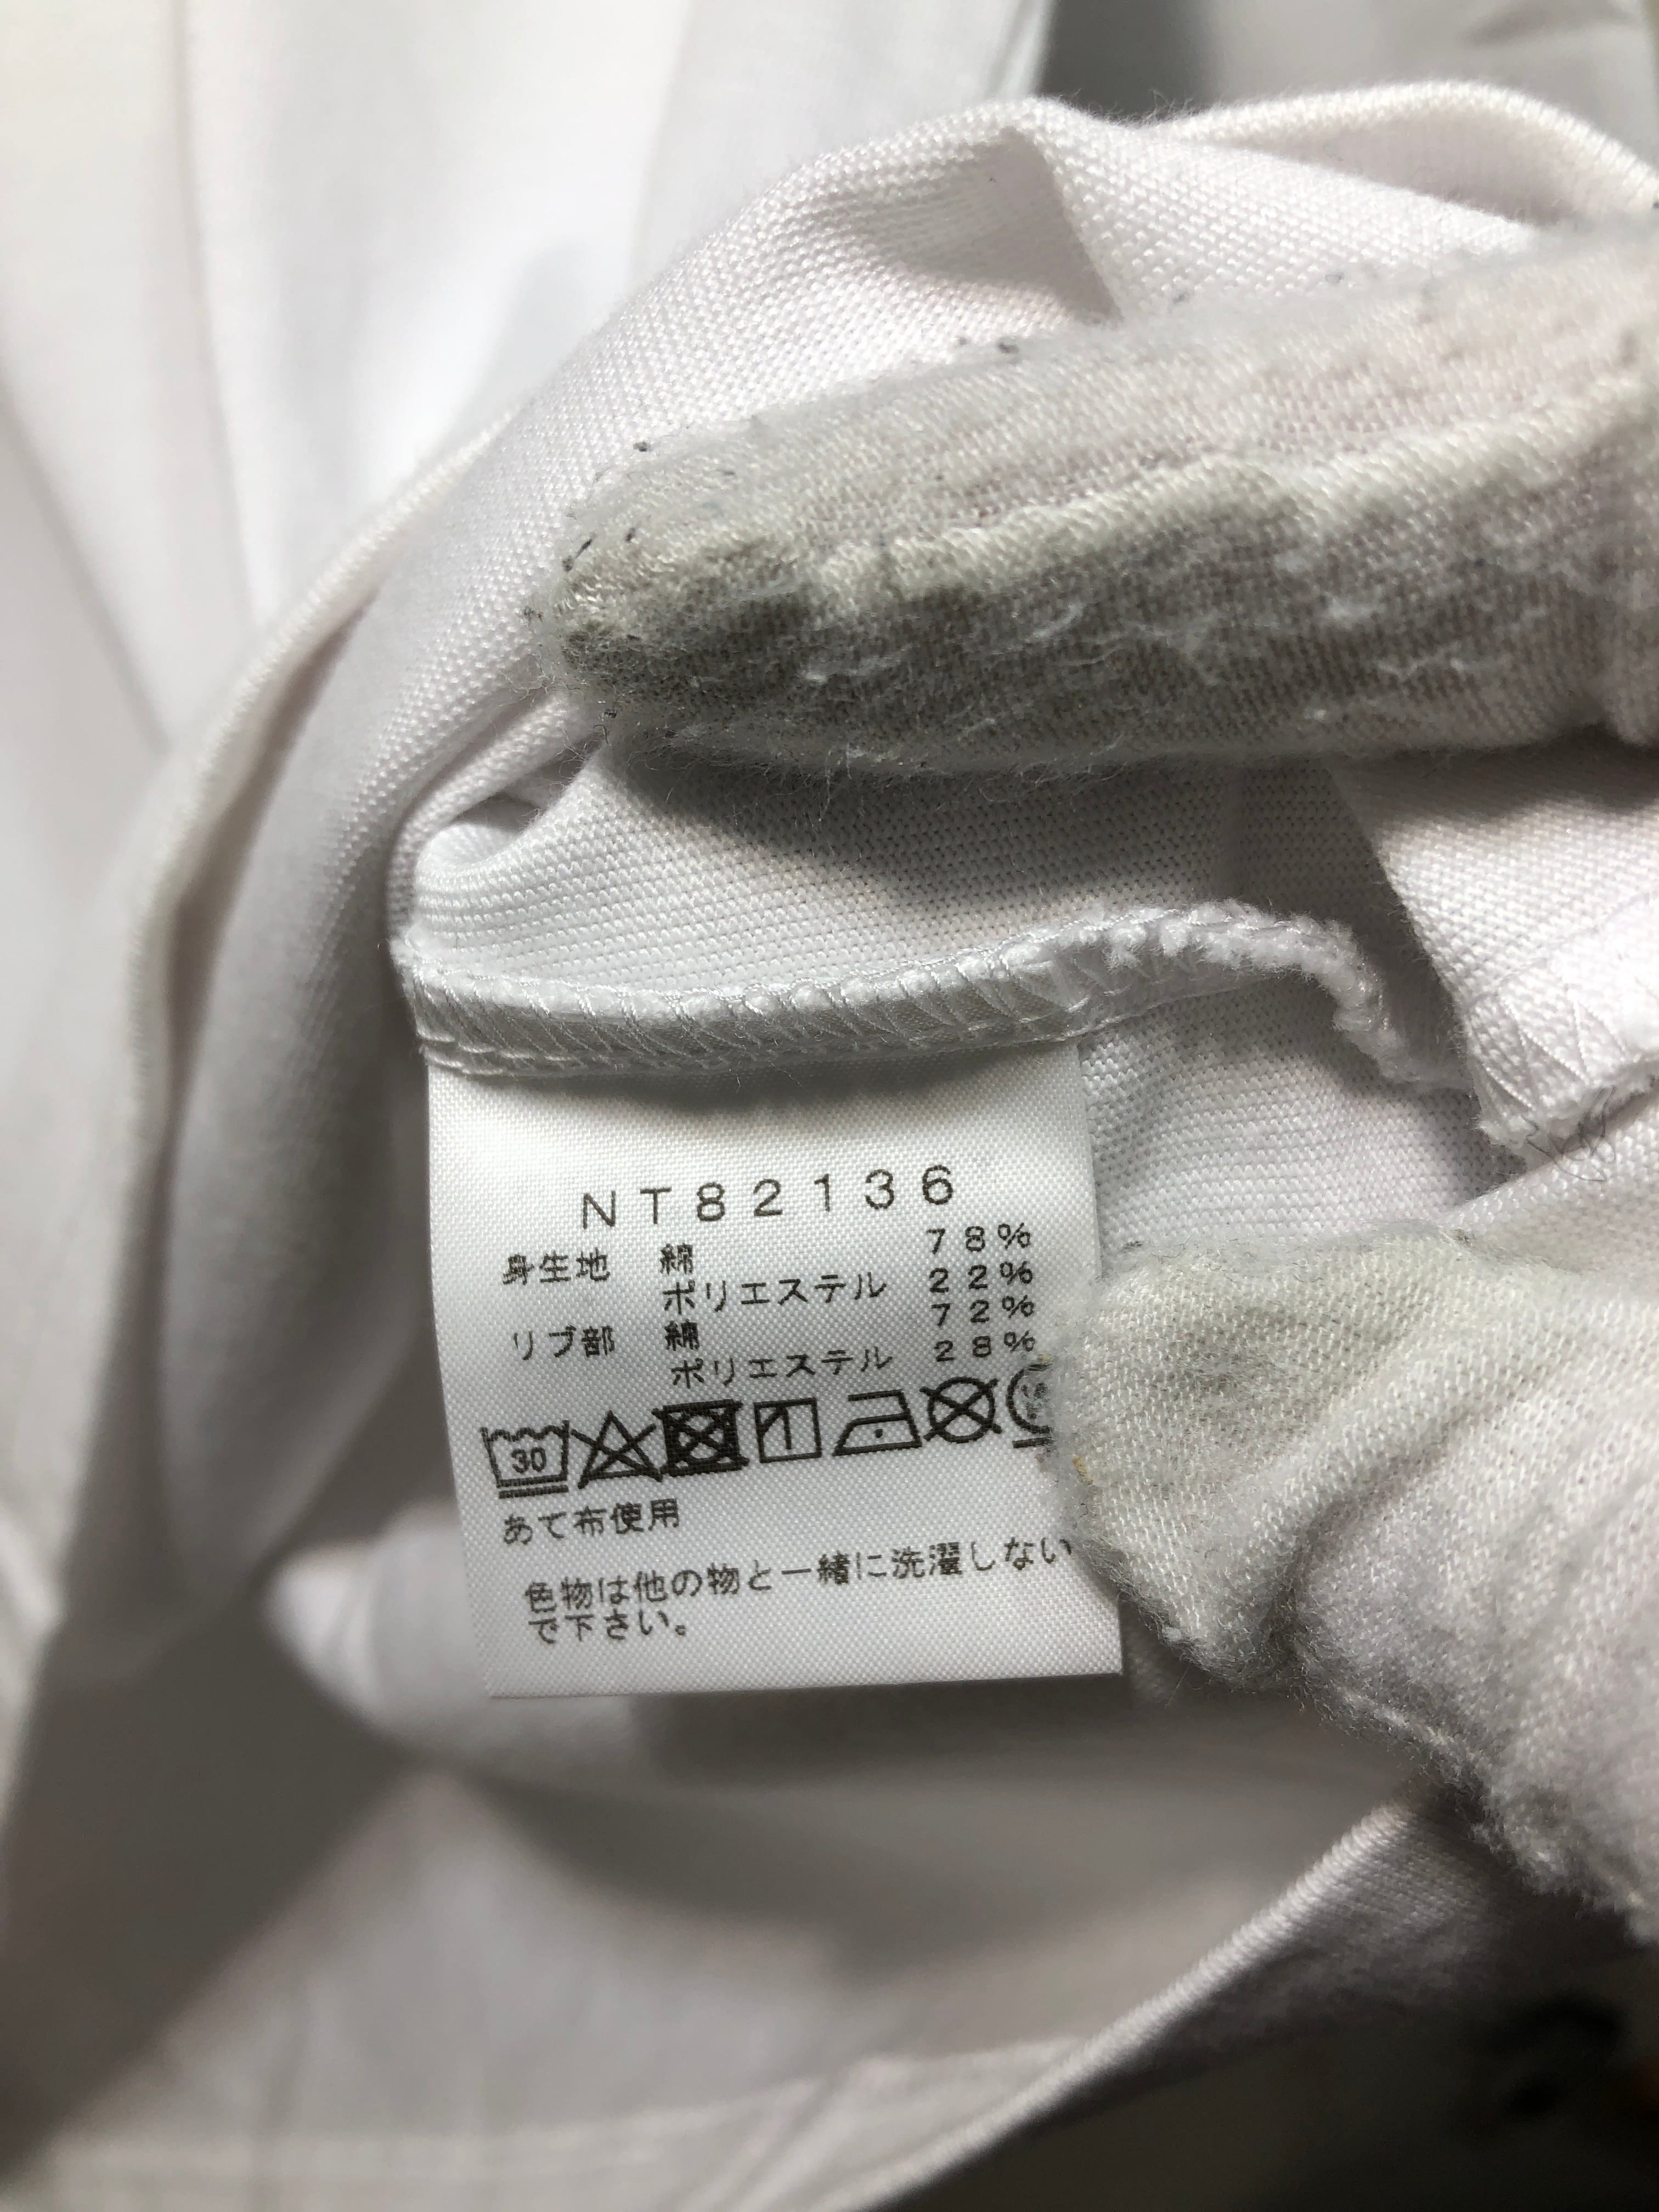 NT82136
身生地 綿 78%
ポリエステル 22%
リブ部 綿 72%
ポリエステル 28%
30
あて布使用
色物は他の物と一緒に洗濯しない
で下さい。